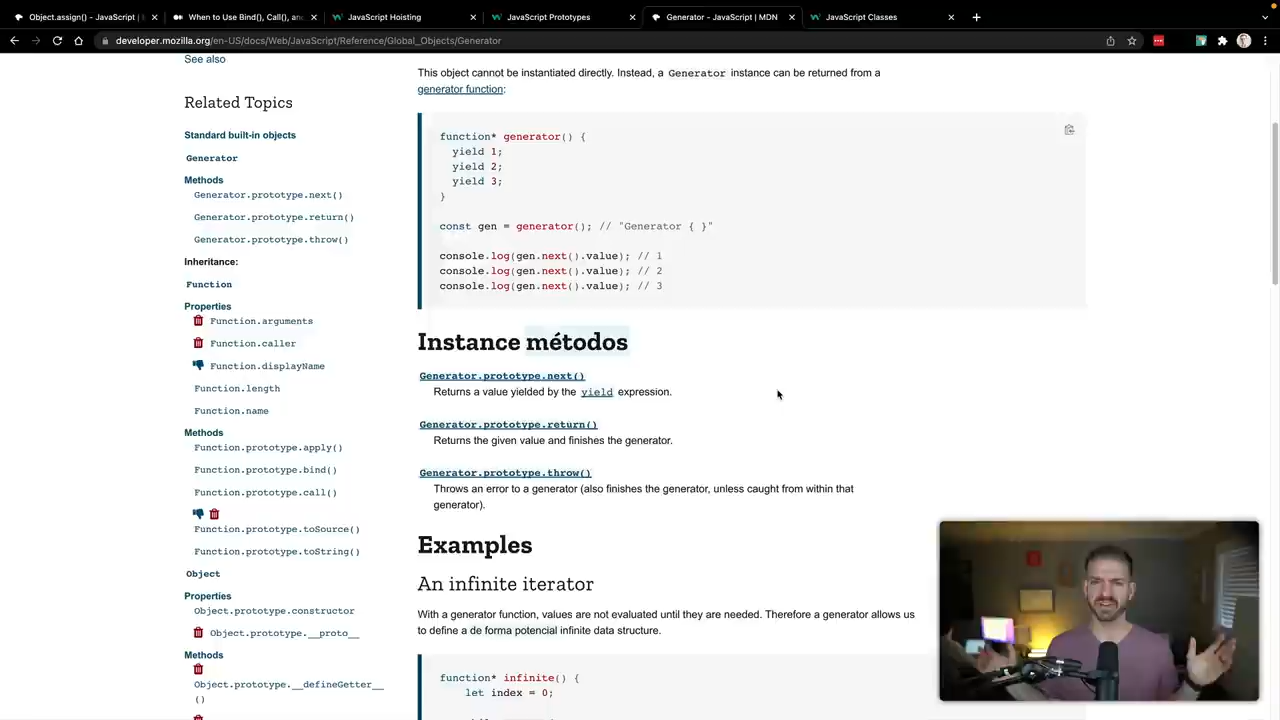 Object.assign() - JavaScript |
When to Use Bind(), Call(), and
JavaScript Hoisting
JavaScript Prototypes
Generator - JavaScript | MDN
JavaScript Classes
developer.mozilla.org/en-US/docs/Web/JavaScript/Reference/Global_Objects/Generator
See also
Related Topics
Standard built-in objects
Generator
Methods
Generator.prototype.next()
Generator.prototype.return()
Generator.prototype.throw()
Inheritance:
Function
Properties
Function.arguments
Function.caller
Function.displayName
Function.length
Function.name
Methods
Function.prototype.apply()
Function.prototype.bind()
Function.prototype.call()
Function.prototype.toSource()
Function.prototype.toString()
Object
Properties
Object.prototype.constructor
Object.prototype.__proto__
Methods
Object.prototype.__defineGetter__
()
This object cannot be instantiated directly. Instead, a Generator instance can be returned from a
generator function:
function* generator() {
yield 1;
yield 2;
yield 3;
}
const gen = generator(); // "Generator { }"
console.log(gen.next().value); // 1
console.log(gen.next().value); // 2
console.log(gen.next().value); // 3
Instance métodos
Generator.prototype.next()
Returns a value yielded by the yield expression.
Generator.prototype.return()
Returns the given value and finishes the generator.
Generator.prototype.throw()
Throws an error to a generator (also finishes the generator, unless caught from within that
generator).
Examples
An infinite iterator
With a generator function, values are not evaluated until they are needed. Therefore a generator allows us
to define a de forma potencial infinite data structure.
function* infinite() {
let index = 0;